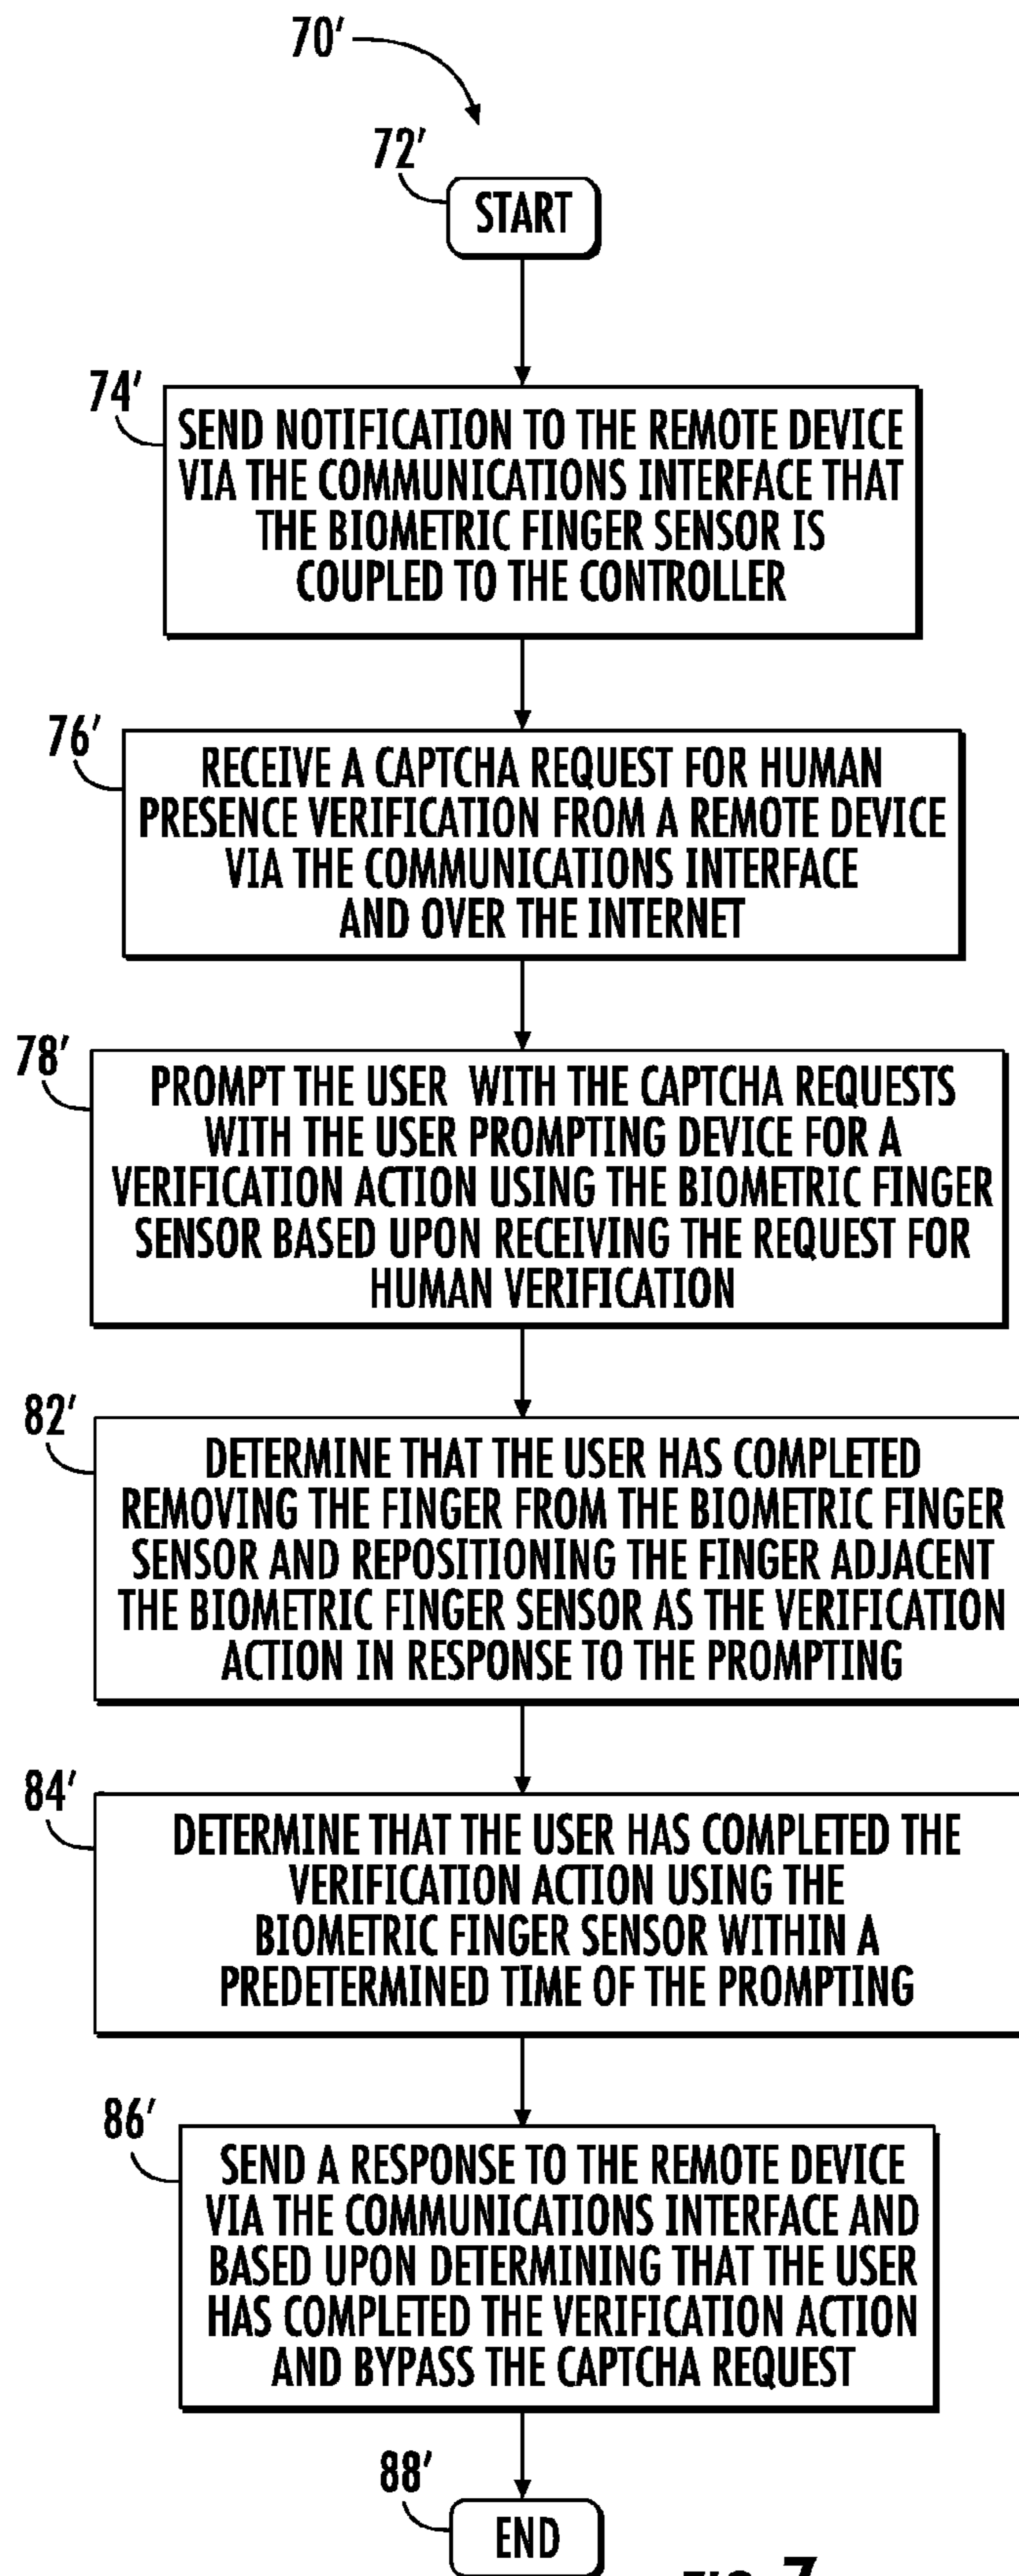 70'
72'
START
74'
SEND NOTIFICATION TO THE REMOTE DEVICE
VIA THE COMMUNICATIONS INTERFACE THAT
THE BIOMETRIC FINGER SENSOR IS
COUPLED TO THE CONTROLLER
76'
RECEIVE A CAPTCHA REQUEST FOR HUMAN
PRESENCE VERIFICATION FROM A REMOTE DEVICE
VIA THE COMMUNICATIONS INTERFACE
AND OVER THE INTERNET
78'
PROMPT THE USER WITH THE CAPTCHA REQUESTS
WITH THE USER PROMPTING DEVICE FOR A
VERIFICATION ACTION USING THE BIOMETRIC FINGER
SENSOR BASED UPON RECEIVING THE REQUEST FOR
HUMAN VERIFICATION
82'
DETERMINE THAT THE USER HAS COMPLETED
REMOVING THE FINGER FROM THE BIOMETRIC FINGER
SENSOR AND REPOSITIONING THE FINGER ADJACENT
THE BIOMETRIC FINGER SENSOR AS THE VERIFICATION
ACTION IN RESPONSE TO THE PROMPTING
84'
DETERMINE THAT THE USER HAS COMPLETED THE
VERIFICATION ACTION USING THE
BIOMETRIC FINGER SENSOR WITHIN A
PREDETERMINED TIME OF THE PROMPTING
86'
SEND A RESPONSE TO THE REMOTE DEVICE
VIA THE COMMUNICATIONS INTERFACE AND
BASED UPON DETERMINING THAT THE USER
HAS COMPLETED THE VERIFICATION ACTION
AND BYPASS THE CAPTCHA REQUEST
88'
END